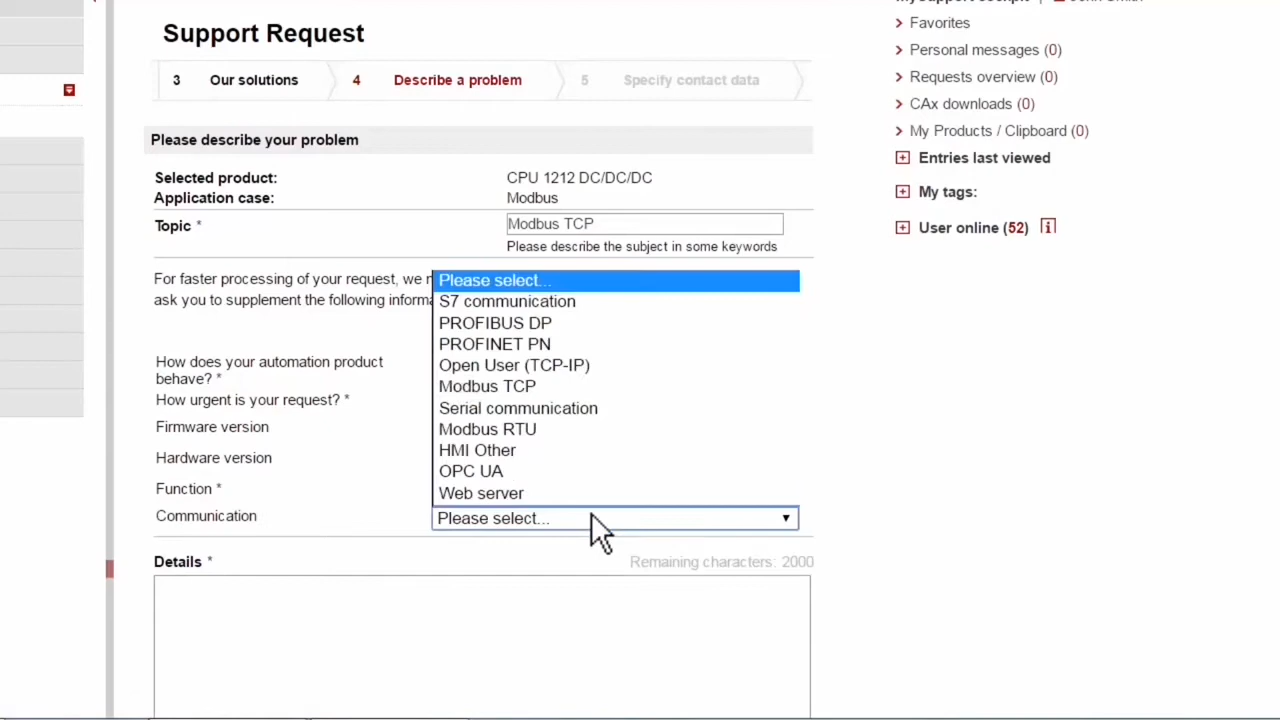 Support Request
3 Our solutions 4 Describe a problem 5 Specify contact data
Please describe your problem
Selected product: CPU 1212 DC/DC/DC
Application case: Modbus
Topic * Modbus TCP
Please describe the subject in some keywords
For faster processing of your request, we
ask you to supplement the following
Please select...
S7 communication
PROFIBUS DP
PROFINET PN
Open User (TCP-IP)
Modbus TCP
Serial communication
Modbus RTU
HMI Other
OPC UA
Web server
How does your automation product
behave? *
How urgent is your request? *
Firmware version
Hardware version
Function *
Communication Please select...
Details * Remaining characters: 2000
Favorites
Personal messages (0)
Requests overview (0)
CAx downloads (0)
My Products / Clipboard (0)
Entries last viewed
My tags:
User online (52)